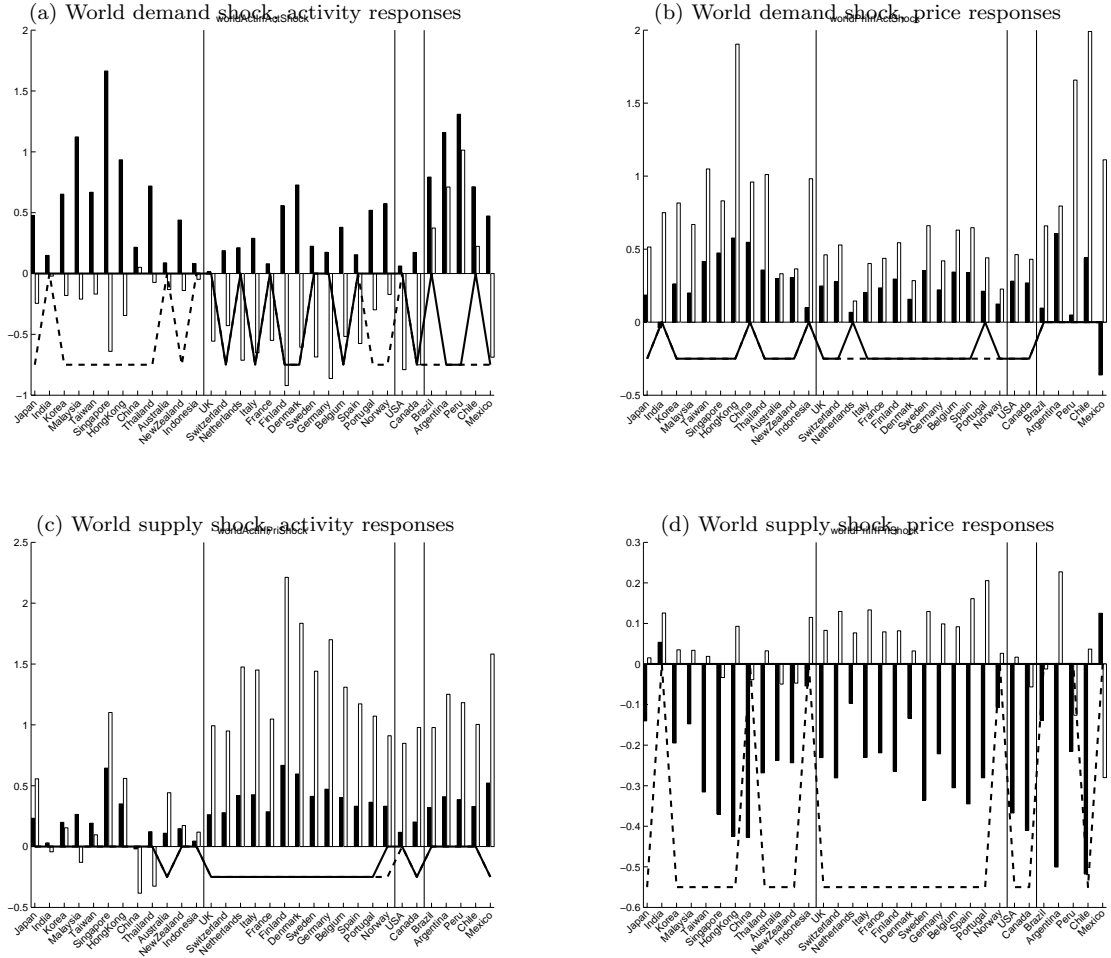 (a) World demand shock, activity responses
worldActInActShock
2
1.5
1
0.5
0
−0.5
−1
Japan
India
Korea
Malaysia
Taiwan
Singapore
HongKong
China
Thailand
Australia
NewZealand
Indonesia
UK
Switzerland
Netherlands
Italy
France
Finland
Denmark
Sweden
Germany
Belgium
Spain
Portugal
Norway
USA
Canada
Brazil
Argentina
Peru
Chile
Mexico
(b) World demand shock, price responses
worldPriInActShock
2
1.5
1
0.5
0
−0.5
Japan
India
Korea
Malaysia
Taiwan
Singapore
HongKong
China
Thailand
Australia
NewZealand
Indonesia
UK
Switzerland
Netherlands
Italy
France
Finland
Denmark
Sweden
Germany
Belgium
Spain
Portugal
Norway
USA
Canada
Brazil
Argentina
Peru
Chile
Mexico
(c) World supply shock, activity responses
worldActInPriShock
2.5
2
1.5
1
0.5
0
−0.5
Japan
India
Korea
Malaysia
Taiwan
Singapore
HongKong
China
Thailand
Australia
NewZealand
Indonesia
UK
Switzerland
Netherlands
Italy
France
Finland
Denmark
Sweden
Germany
Belgium
Spain
Portugal
Norway
USA
Canada
Brazil
Argentina
Peru
Chile
Mexico
(d) World supply shock, price responses
worldPriInPriShock
0.3
0.2
0.1
0
−0.1
−0.2
−0.3
−0.4
−0.5
−0.6
Japan
India
Korea
Malaysia
Taiwan
Singapore
HongKong
China
Thailand
Australia
NewZealand
Indonesia
UK
Switzerland
Netherlands
Italy
France
Finland
Denmark
Sweden
Germany
Belgium
Spain
Portugal
Norway
USA
Canada
Brazil
Argentina
Peru
Chile
Mexico